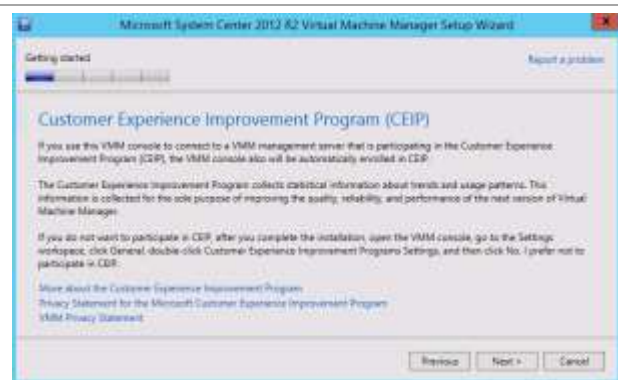 Microsoft System Center 2012 R2 Virtual Machine Manager Setup Wizard
Getting started
Report a problem
Customer Experience Improvement Program (CEIP)
If you use this VMM console to connect to a VMM management server that is participating in the Customer Experience
Improvement Program (CEIP), the VMM console also will be automatically enrolled in CEIP.
The Customer Experience Improvement Program collects statistical information about trends and usage patterns. This
information is collected for the sole purpose of improving the quality, reliability, and performance of the next version of Virtual
Machine Manager.
If you do not want to participate in CEIP, after you complete the installation, open the VMM console, go to the Settings
workspace, click General, double-click Customer Experience Improvement Programs Settings, and then click No, I prefer not to
participate in CEIP.
More about the Customer Experience Improvement Program
Privacy Statement for the Microsoft Customer Experience Improvement Program
VMM Privacy Statement
Previous Next > Cancel